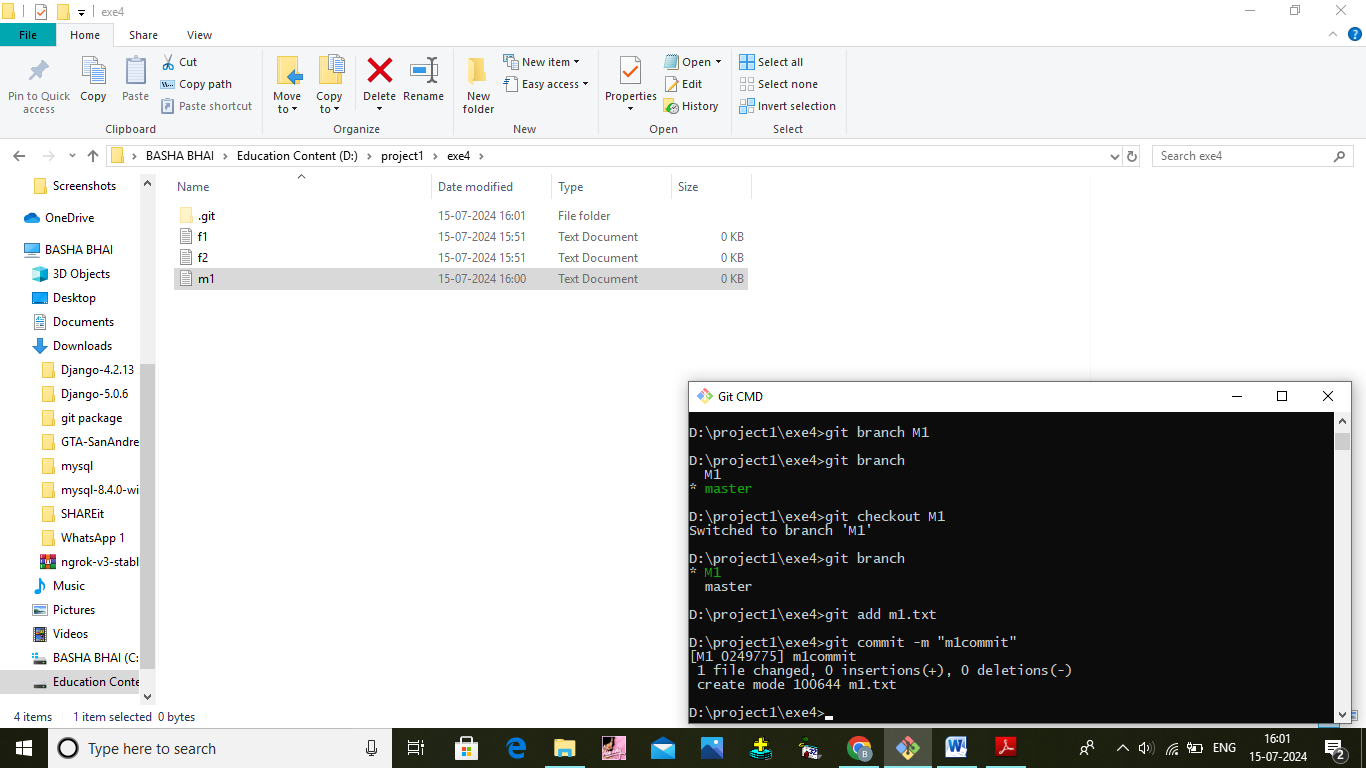 exe4
File Home Share View
Pin to Quick access
Copy
Paste
Cut
Copy path
Paste shortcut
Clipboard
Move to
Copy to
Delete
Rename
Organize
New folder
New item
Easy access
New
Properties
Open
Edit
History
Open
Select all
Select none
Invert selection
Select
BASHA BHAI > Education Content (D:) > project1 > exe4 >
Search exe4
Screenshots
OneDrive
BASHA BHAI
3D Objects
Desktop
Documents
Downloads
Django-4.2.13
Django-5.0.6
git package
GTA-SanAndre
mysql
mysql-8.4.0-wi
SHAREit
WhatsApp 1
ngrok-v3-stabl
Music
Pictures
Videos
BASHA BHAI (C:
Education Conte
Name Date modified Type Size
.git 15-07-2024 16:01 File folder
f1 15-07-2024 15:51 Text Document 0 KB
f2 15-07-2024 15:51 Text Document 0 KB
m1 15-07-2024 16:00 Text Document 0 KB
Git CMD
D:\project1\exe4>git branch M1
D:\project1\exe4>git branch
M1
* master
D:\project1\exe4>git checkout M1
Switched to branch 'M1'
D:\project1\exe4>git branch
* M1
master
D:\project1\exe4>git add m1.txt
D:\project1\exe4>git commit -m "m1commit"
[M1 0249775] m1commit
1 file changed, 0 insertions(+), 0 deletions(-)
create mode 100644 m1.txt
D:\project1\exe4>
4 items 1 item selected 0 bytes
Type here to search
ENG
16:01
15-07-2024
2